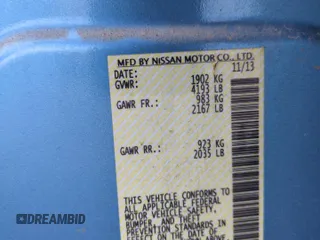 MFD BY NISSAN MOTOR CO., LTD.
DATE: 11/13
GVWR: 1902 KG
4193 LB
GAWR FR.: 983 KG
2167 LB
GAWR RR.: 923 KG
2035 LB
THIS VEHICLE CONFORMS TO
ALL APPLICABLE FEDERAL
MOTOR VEHICLE SAFETY,
BUMPER, AND THEFT
PREVENTION STANDARDS IN
DREAMBID